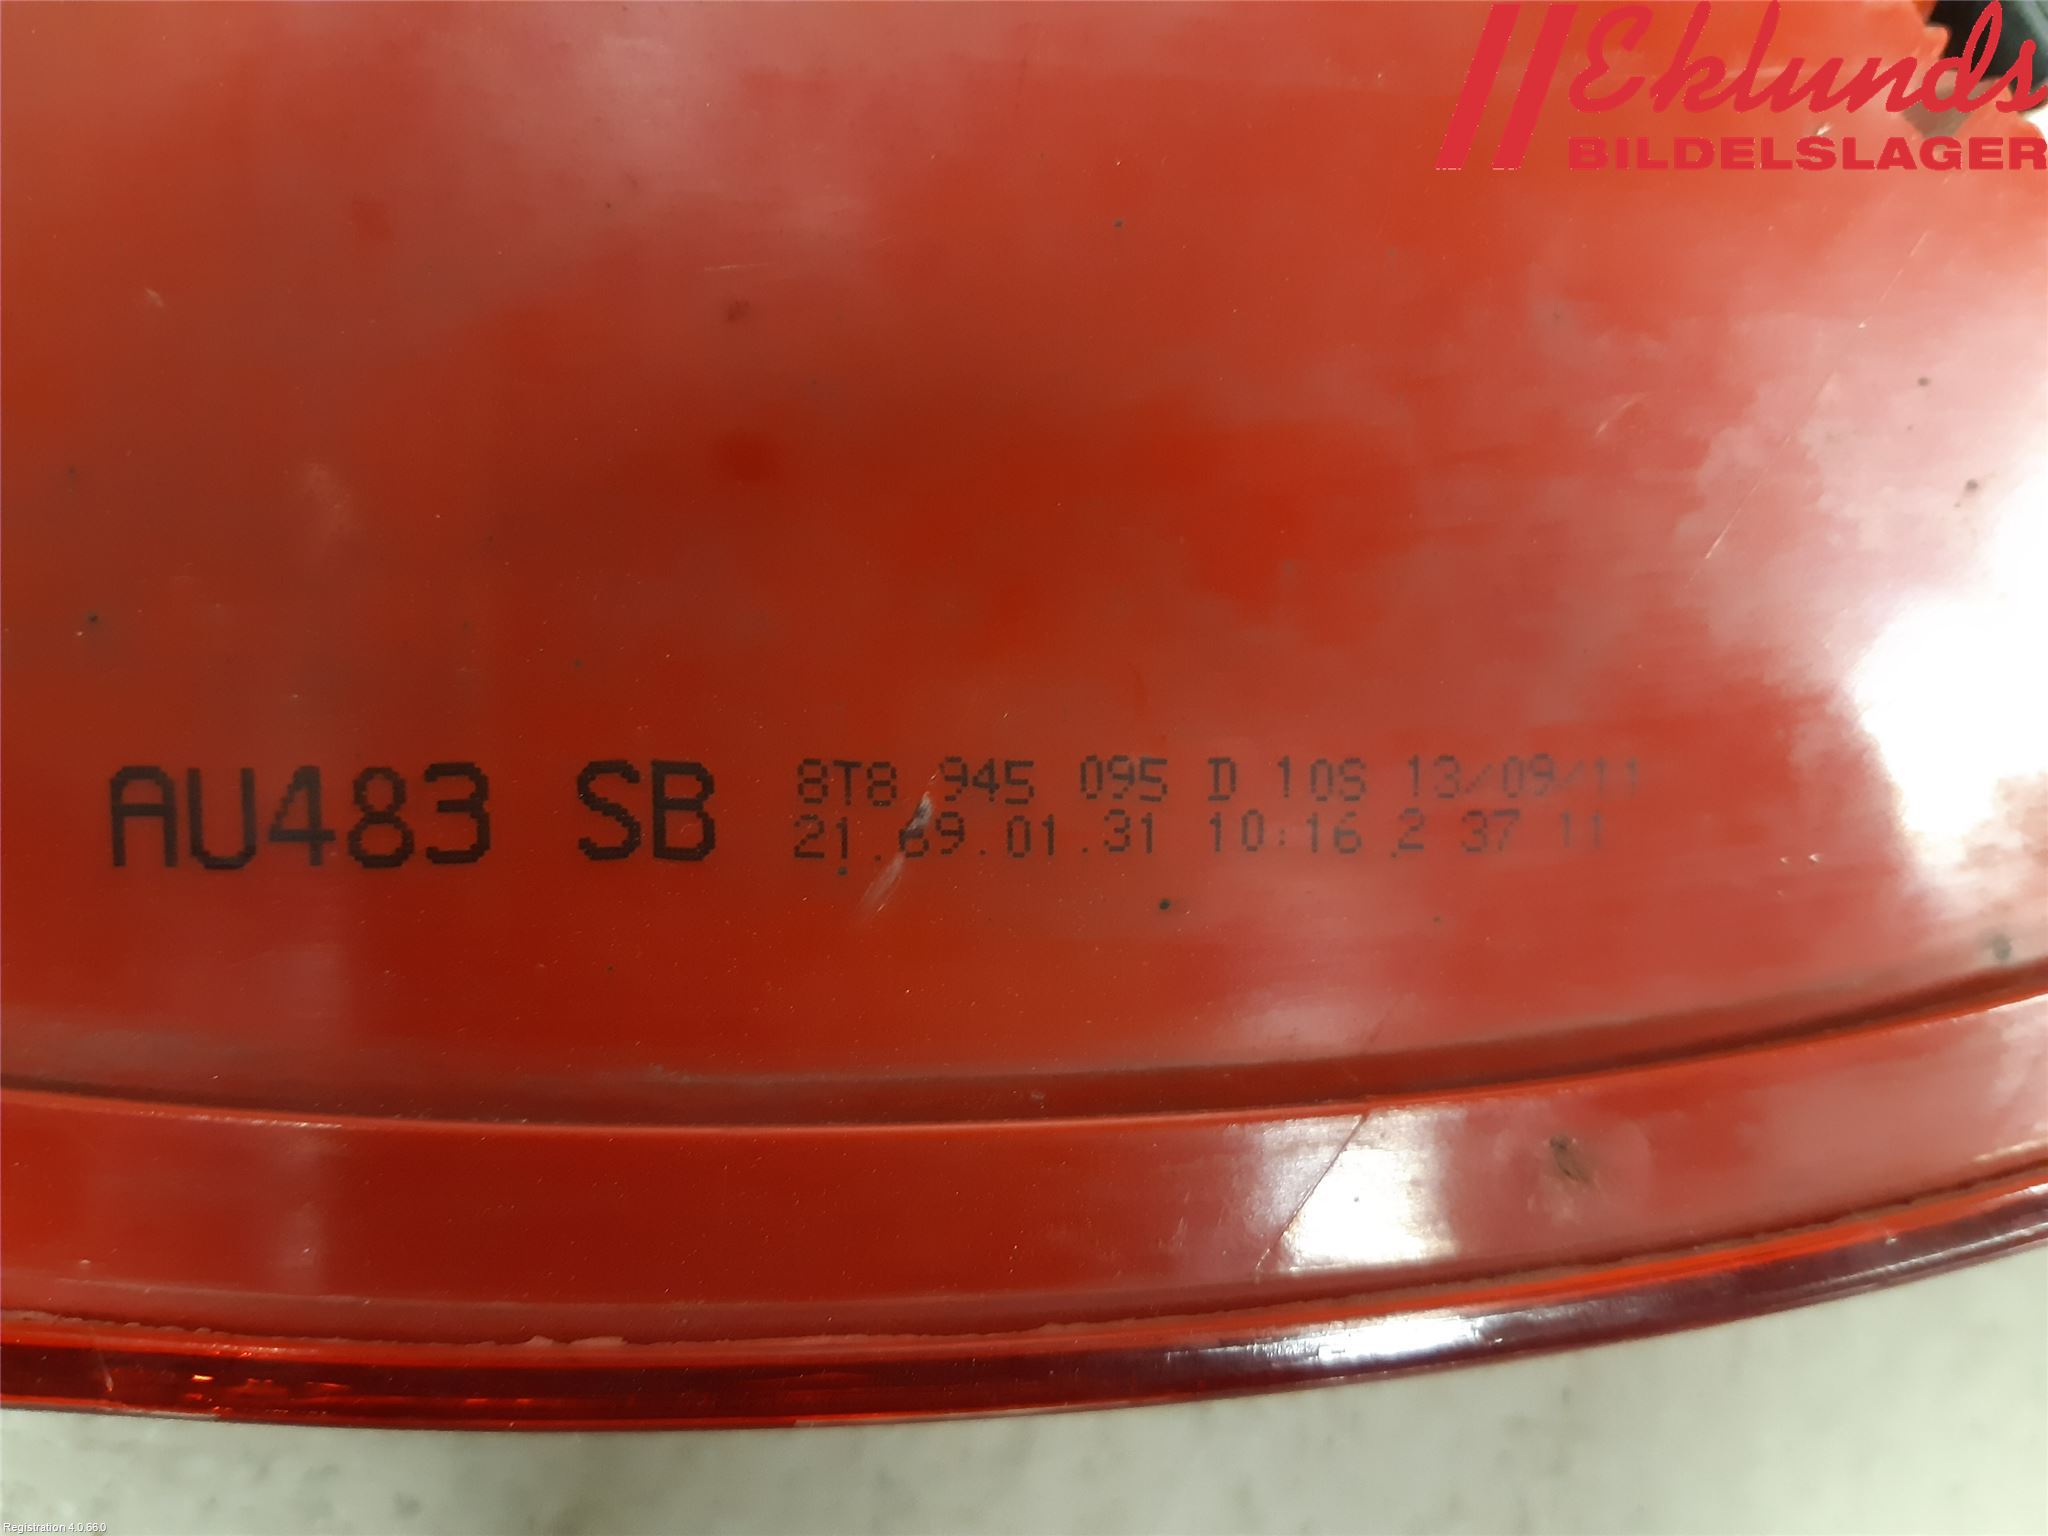 Eklunds
BILDELSLAGER
AU483 SB
8T8 945 095 D 10S 13/09/11
21.69.01.31 10:16 2 37 11
Registration 4.0.66.0